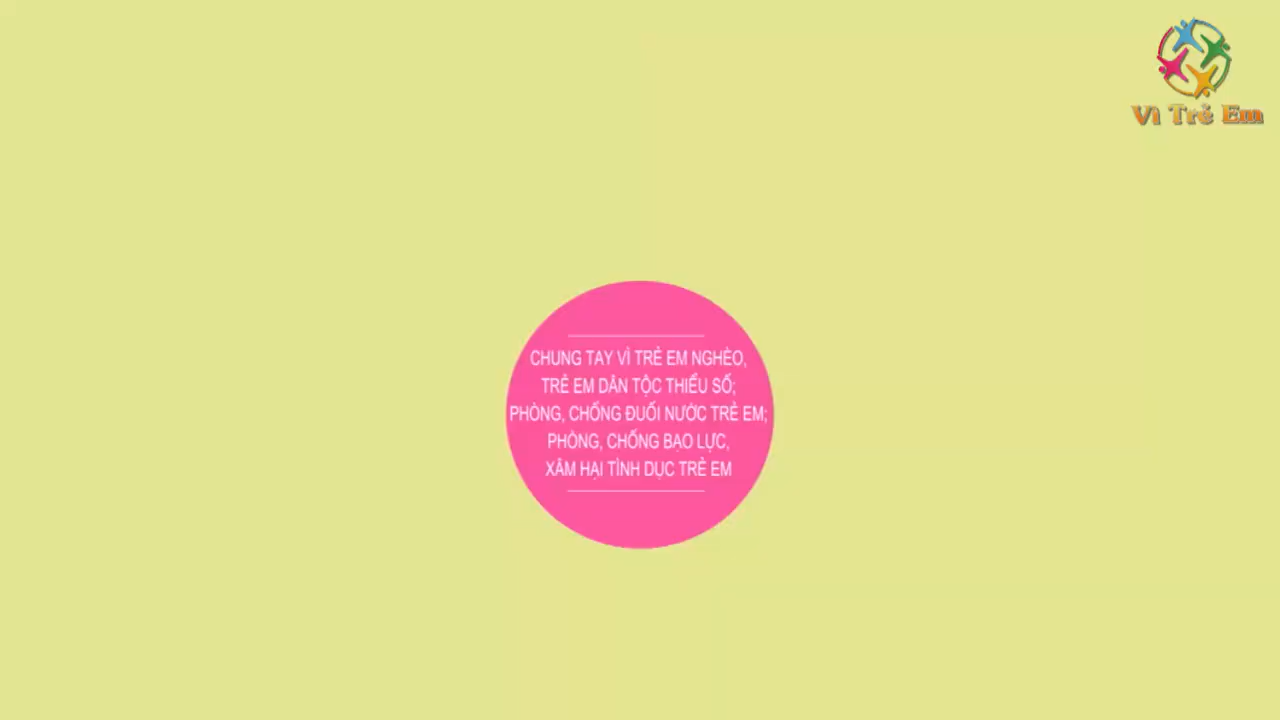 Vì Trẻ Em
CHUNG TAY VÌ TRẺ EM NGHÈO,
TRẺ EM DÂN TỘC THIỂU SỐ;
PHÒNG, CHỐNG ĐUỐI NƯỚC TRẺ EM;
PHÒNG, CHỐNG BẠO LỰC,
XÂM HẠI TÌNH DỤC TRẺ EM